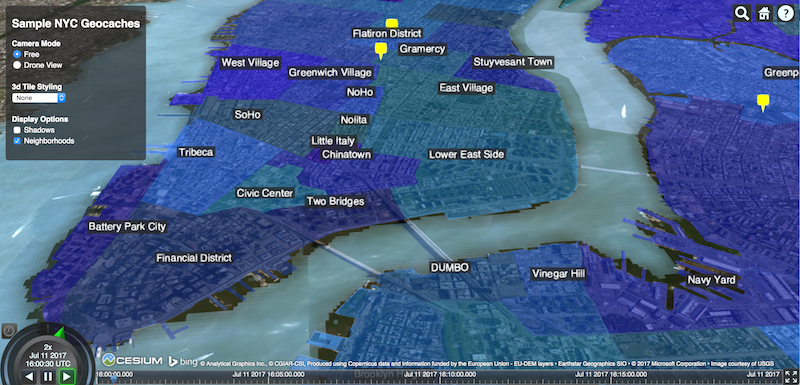 Sample NYC Geocaches
Camera Mode
Free
Drone View
3d Tile Styling
None
Display Options
Shadows
Neighborhoods
Flatiron District
Gramercy
West Village
Stuyvesant Town
Greenwich Village
Greenp
NoHo
East Village
SoHo
Nolita
Little Italy
Tribeca
Chinatown
Lower East Side
Civic Center
Two Bridges
Battery Park City
Financial District
DUMBO
Vinegar Hill
Navy Yard
2x
Jul 11 2017
16:00:30 UTC
CESIUM bing © Analytical Graphics Inc., © CGIAR-CSI, Produced using Copernicus data and information funded by the European Union - EU-DEM layers • Earthstar Geographics SIO • © 2017 Microsoft Corporation • Image courtesy of USGS
16:00:00.000 Jul 11 2017 16:05:00.000 Jul 11 2017 16:10:00.000 Jul 11 2017 16:15:00.000 Jul 11 2017